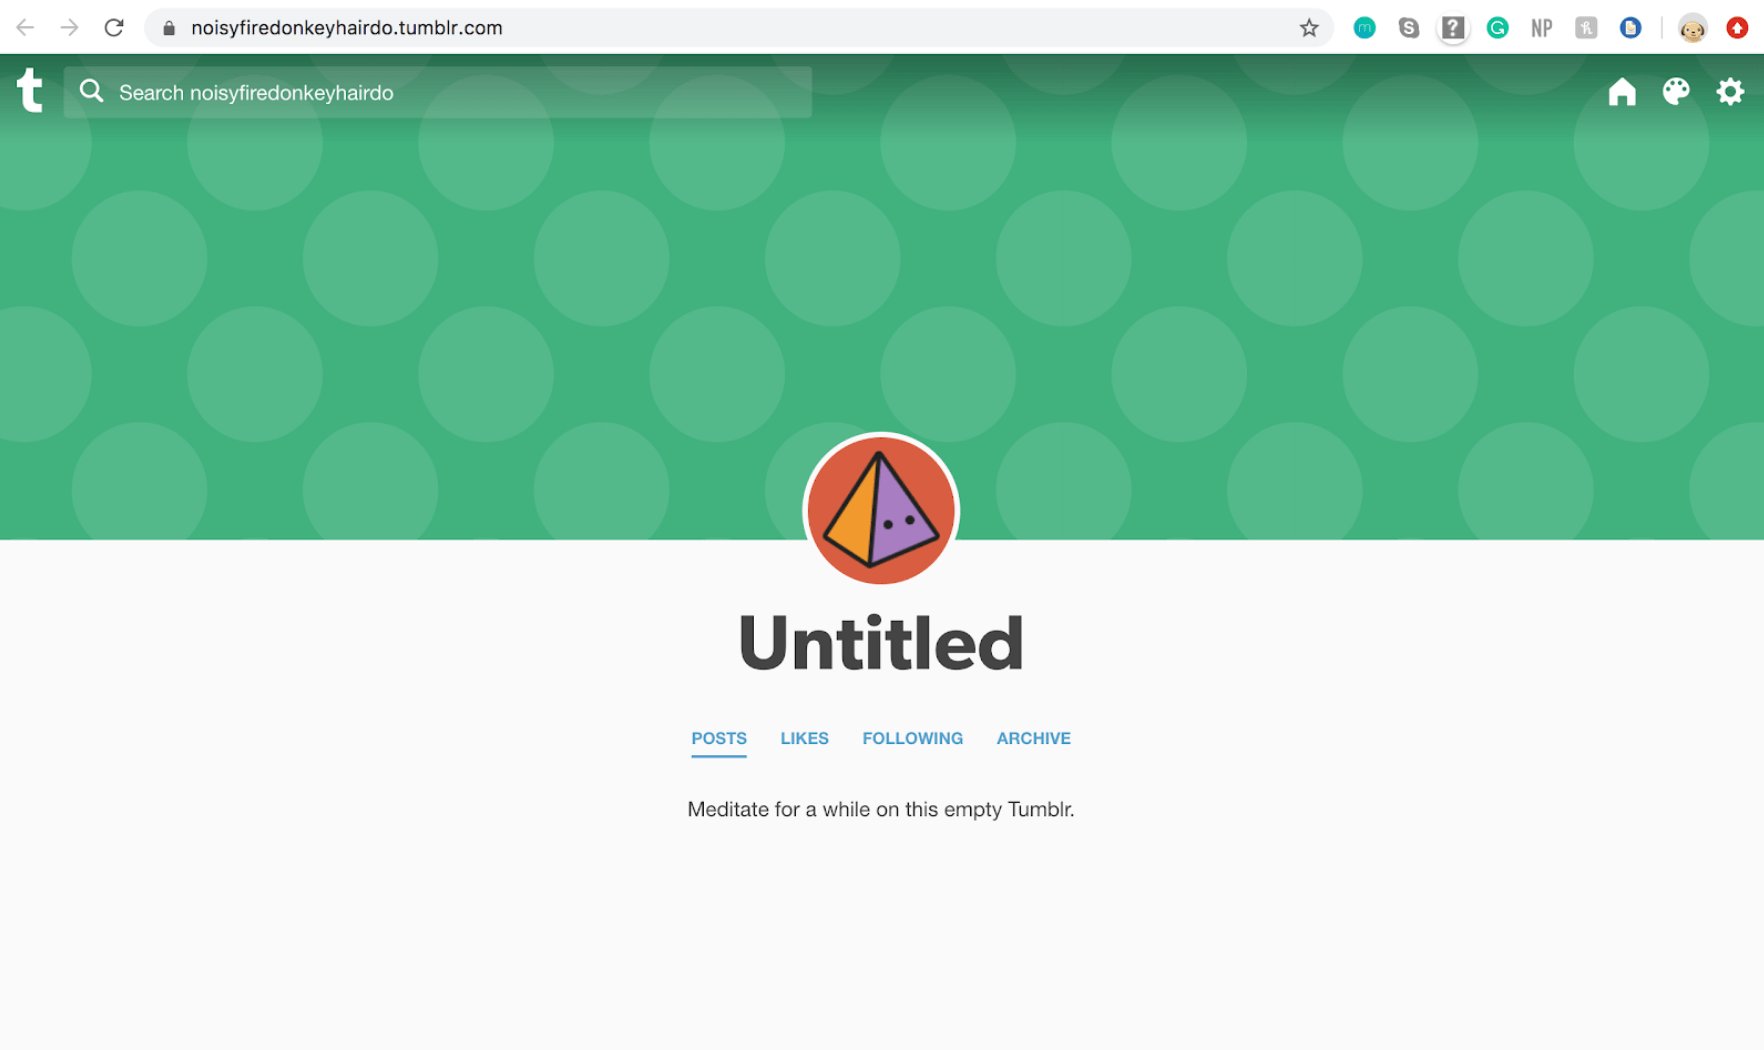 noisyfiredonkeyhairdo.tumblr.com
m
S
?
G
NP
h
t
Search noisyfiredonkeyhairdo
Untitled
POSTS LIKES FOLLOWING ARCHIVE
Meditate for a while on this empty Tumblr.